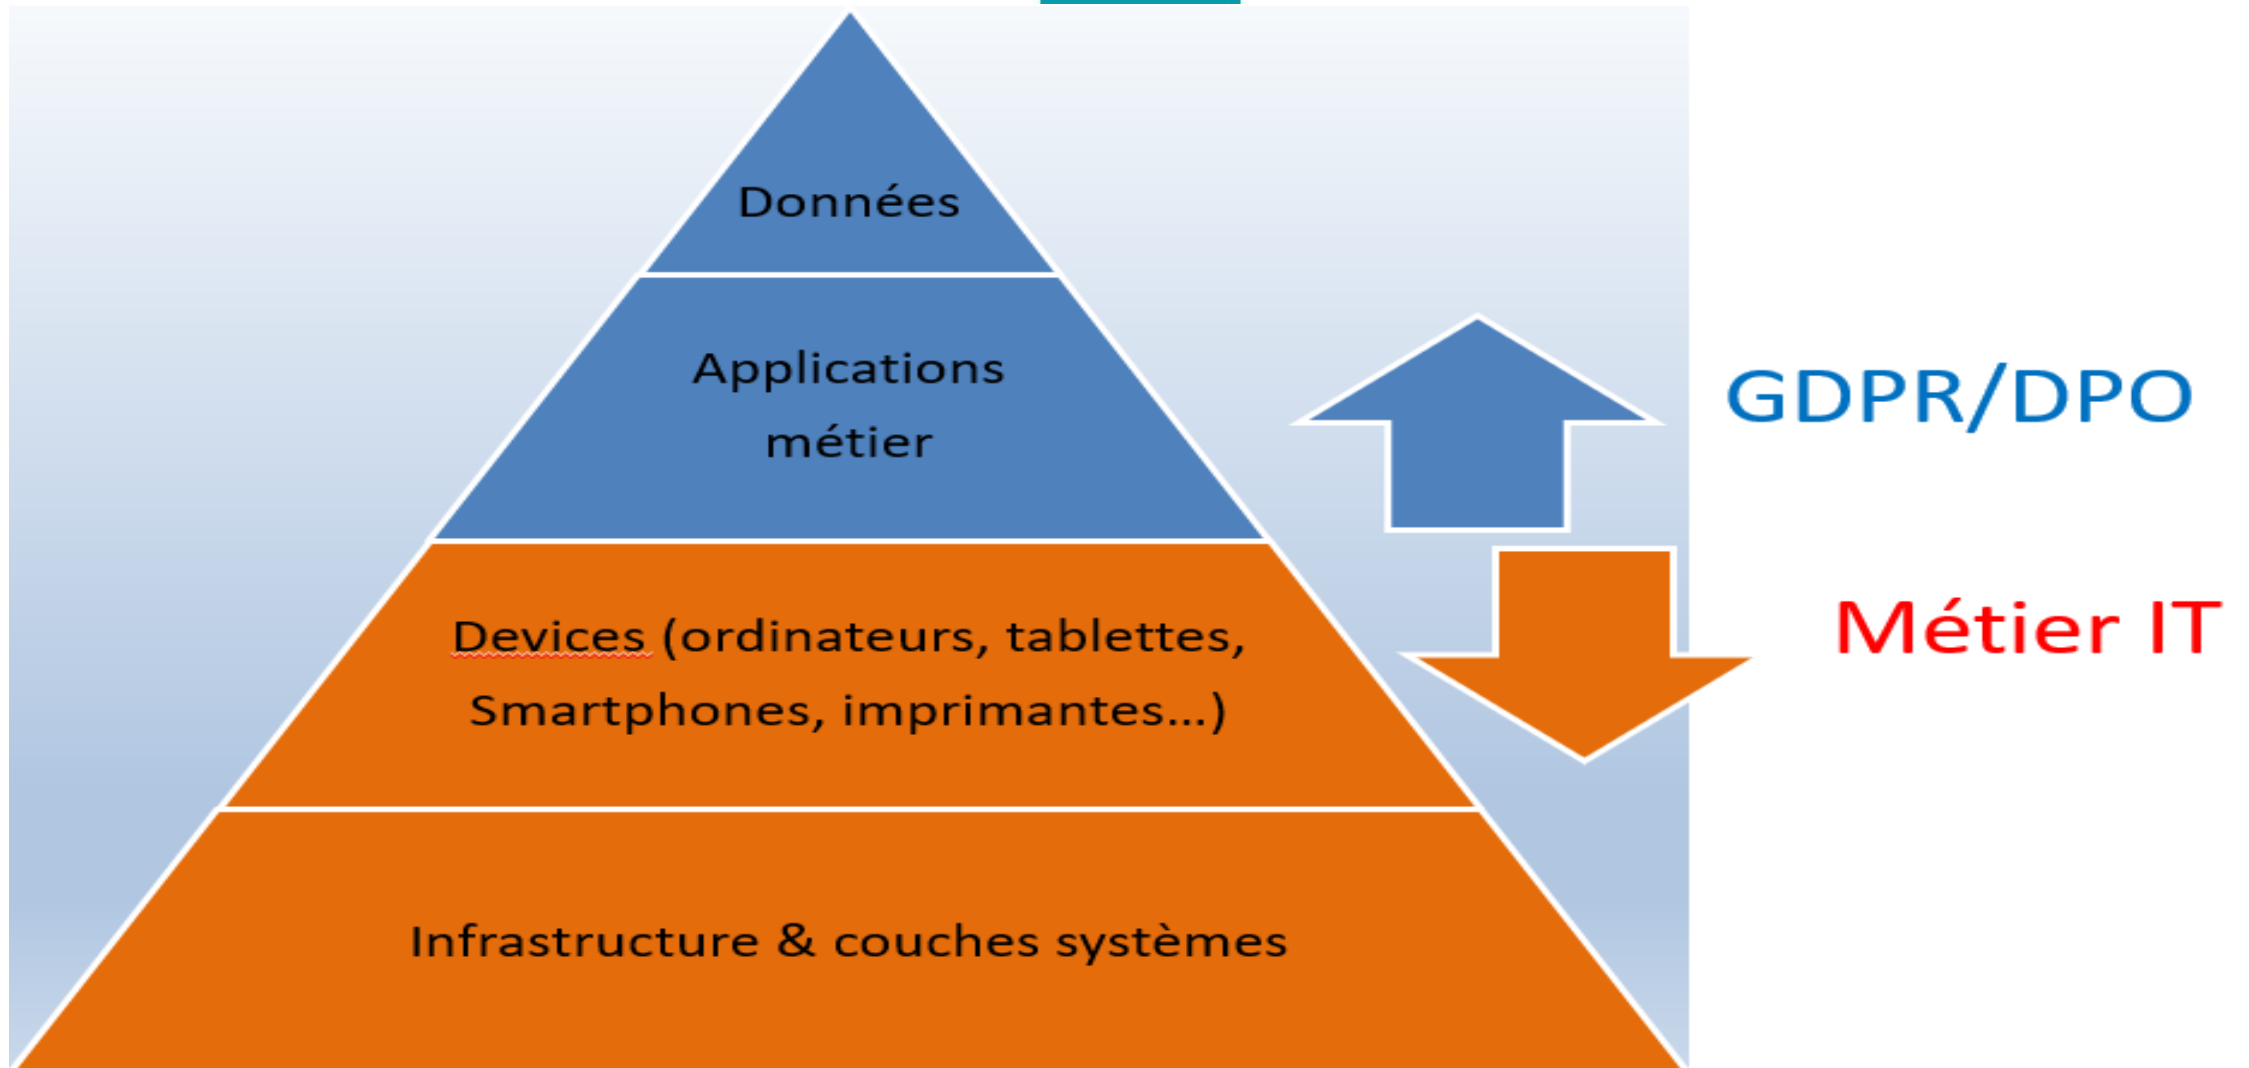 Données
Applications
métier
GDPR/DPO
Devices (ordinateurs, tablettes,
Smartphones, imprimantes...)
Métier IT
Infrastructure & couches systèmes